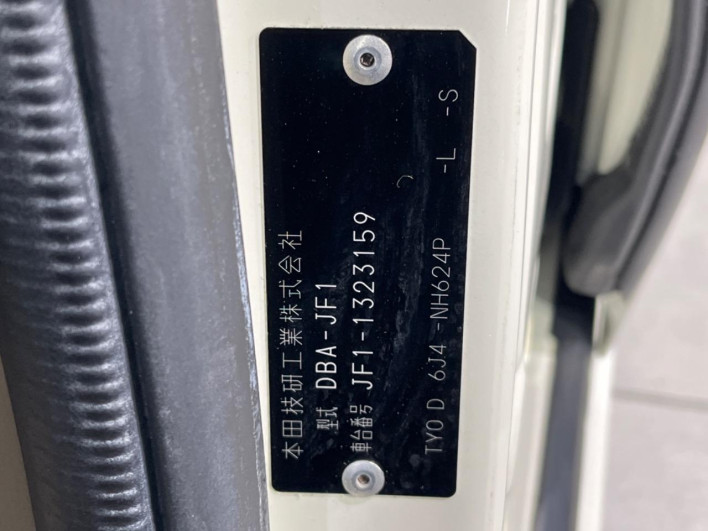 本田技研工業株式会社
型式 DBA-JF1
車台番号 JF1-1323159
TYO D 6J4 -NH624P -L -S